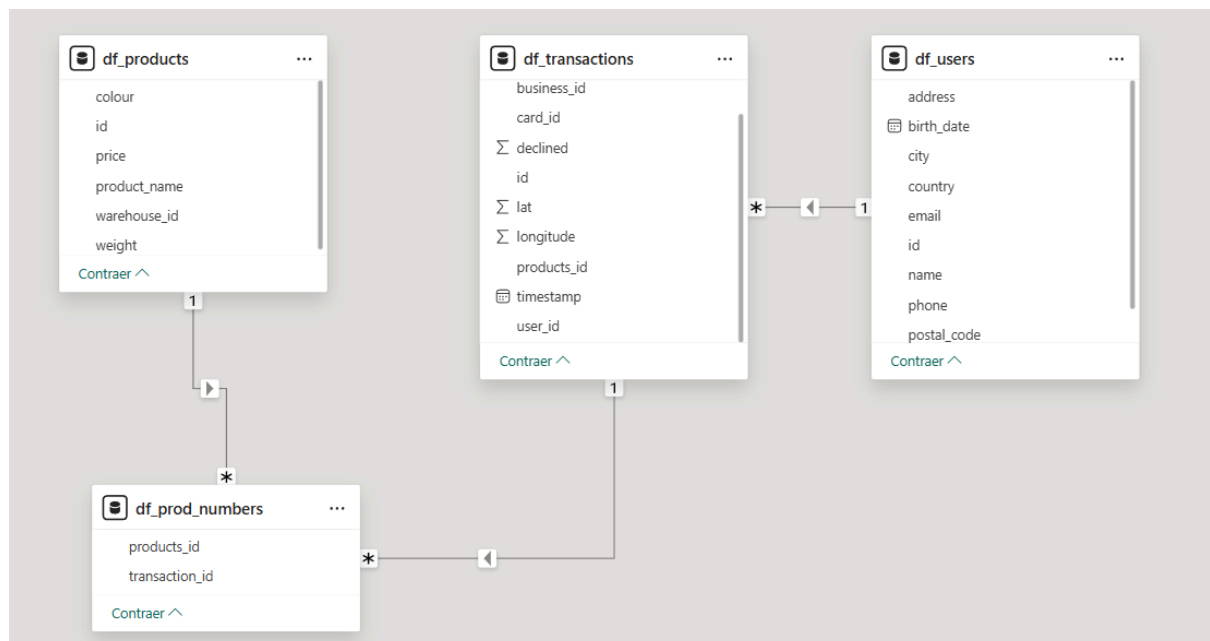 df_products
...
colour
id
price
product_name
warehouse_id
weight
Contraer
1
*
df_transactions
...
business_id
card_id
Σ declined
id
Σ lat
Σ longitude
products_id
timestamp
user_id
Contraer
1
*
1
df_users
...
address
birth_date
city
country
email
id
name
phone
postal_code
Contraer
df_prod_numbers
...
products_id
transaction_id
Contraer
*